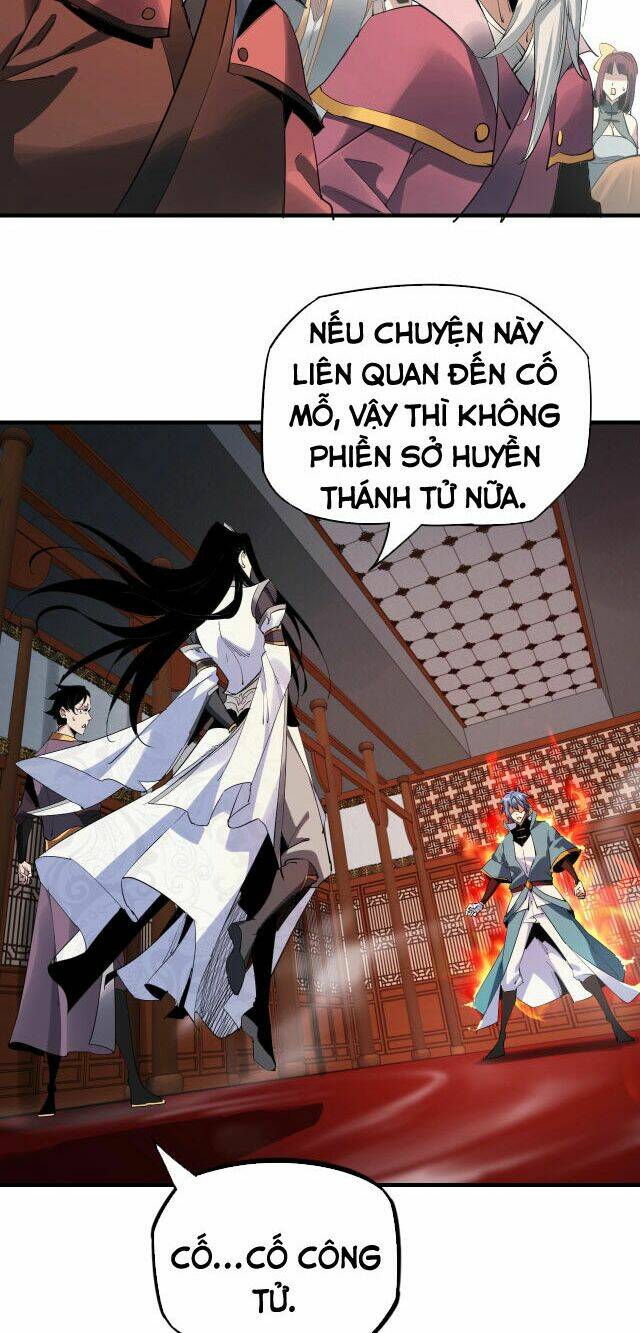 NẾU CHUYỆN NÀY
LIÊN QUAN ĐẾN CỐ
MỖ, VẬY THÌ KHÔNG
PHIỀN SỞ HUYỀN
THÁNH TỬ NỮA.
CỐ...CỐ CÔNG
TỬ.